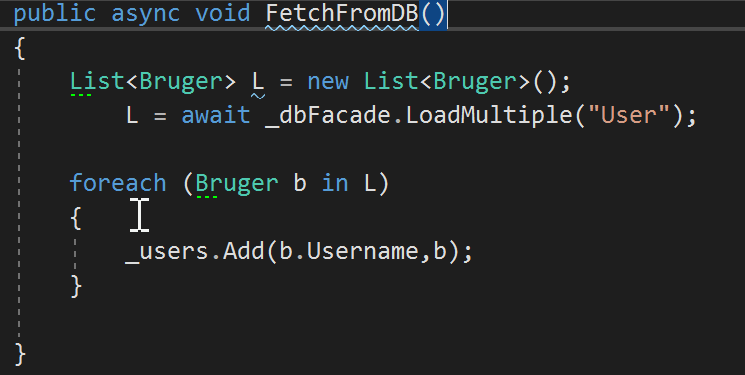 public async void FetchFromDB()
{
List<Bruger> L = new List<Bruger>();
L = await _dbFacade.LoadMultiple("User");
foreach (Bruger b in L)
{
_users.Add(b.Username,b);
}
}